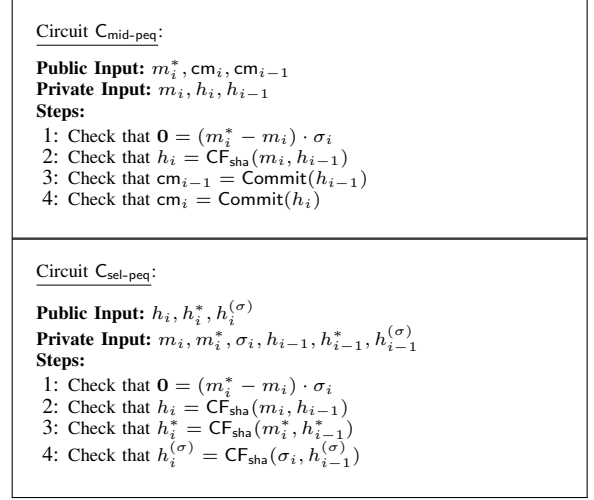 Circuit C_mid-peq:
Public Input: m_i^*, cm_i, cm_{i−1}
Private Input: m_i, h_i, h_{i−1}
Steps:
1: Check that 0 = (m_i^* − m_i) · σ_i
2: Check that h_i = CF_sha(m_i, h_{i−1})
3: Check that cm_{i−1} = Commit(h_{i−1})
4: Check that cm_i = Commit(h_i)
Circuit C_sel-peq:
Public Input: h_i, h_i^*, h_i^{(σ)}
Private Input: m_i, m_i^*, σ_i, h_{i−1}, h_{i−1}^*, h_{i−1}^{(σ)}
Steps:
1: Check that 0 = (m_i^* − m_i) · σ_i
2: Check that h_i = CF_sha(m_i, h_{i−1})
3: Check that h_i^* = CF_sha(m_i^*, h_{i−1}^*)
4: Check that h_i^{(σ)} = CF_sha(σ_i, h_{i−1}^{(σ)})